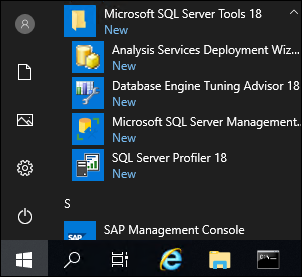 Microsoft SQL Server Tools 18
New
Analysis Services Deployment Wiz...
New
Database Engine Tuning Advisor 18
New
Microsoft SQL Server Management...
New
SQL Server Profiler 18
New
S
SAP Management Console